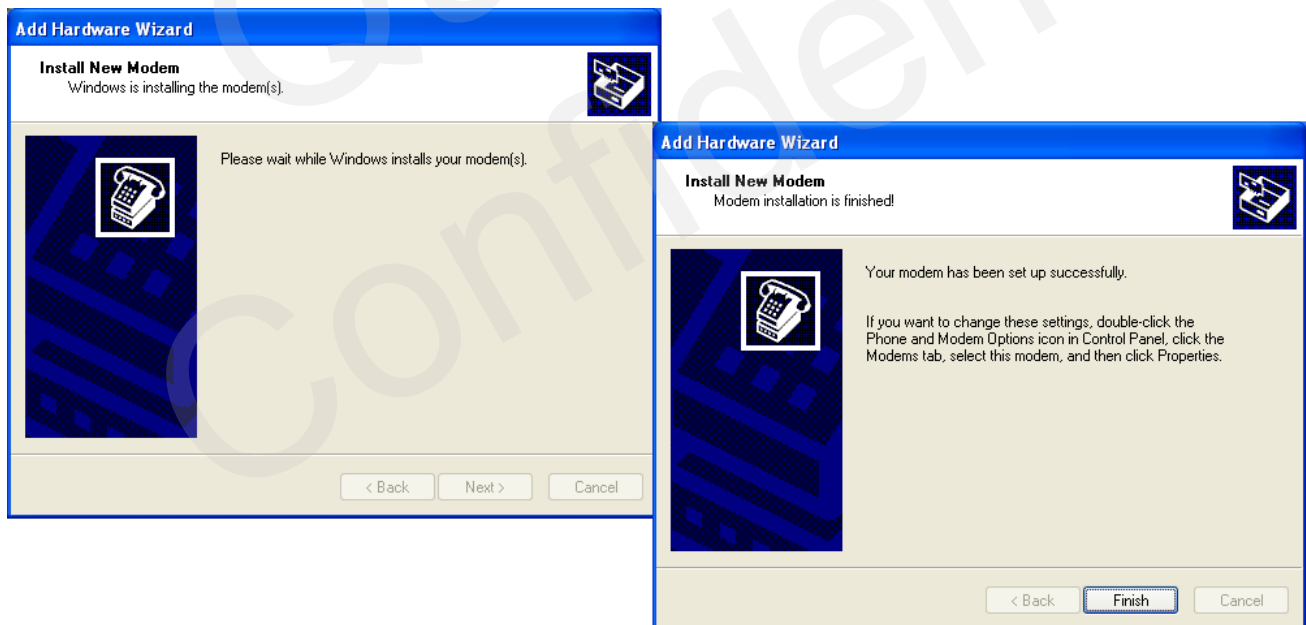 Add Hardware Wizard
Install New Modem
Windows is installing the modem(s).
Please wait while Windows installs your modem(s).
< Back
Next >
Cancel
Add Hardware Wizard
Install New Modem
Modem installation is finished!
Your modem has been set up successfully.
If you want to change these settings, double-click the
Phone and Modem Options icon in Control Panel, click the
Modems tab, select this modem, and then click Properties.
< Back
Finish
Cancel
Confiden